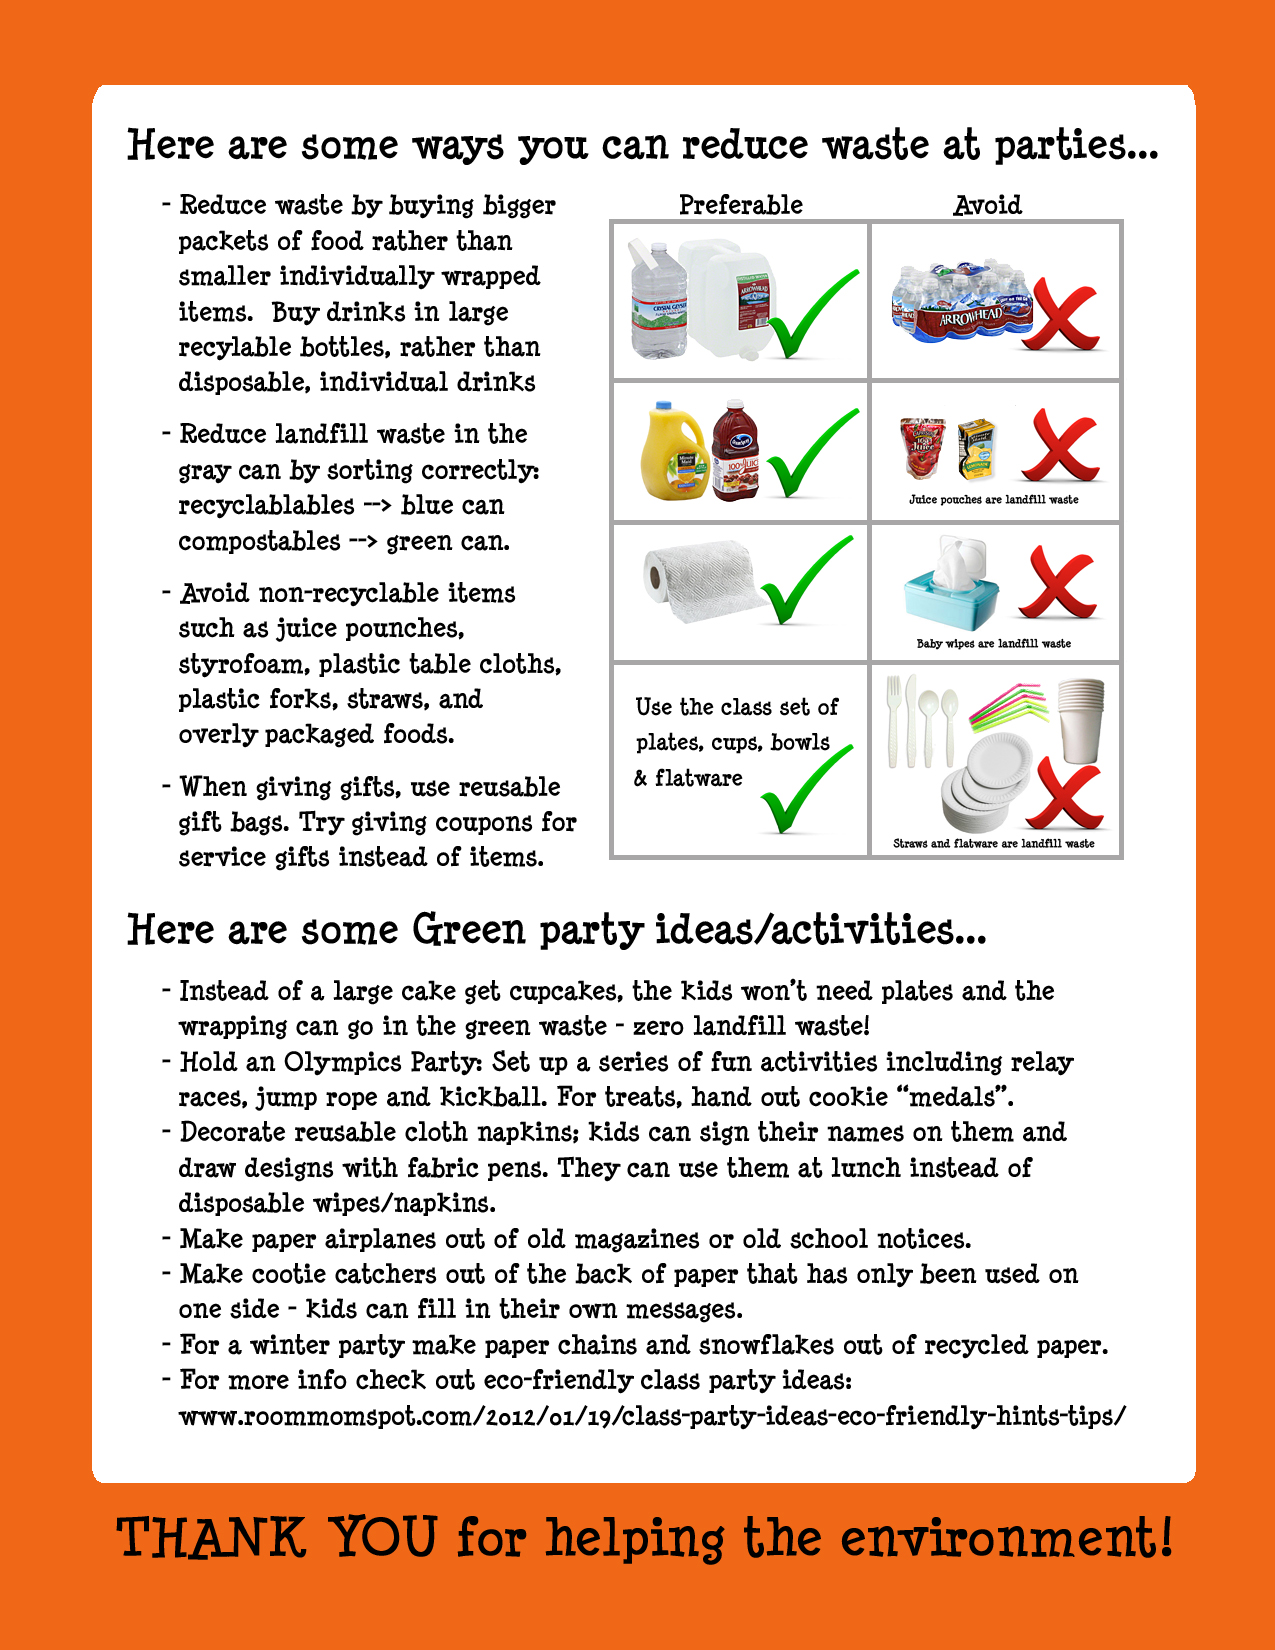 Here are some ways you can reduce waste at parties...
- Reduce waste by buying bigger
packets of food rather than
smaller individually wrapped
items.  Buy drinks in large
recylable bottles, rather than
disposable, individual drinks
- Reduce landfill waste in the
gray can by sorting correctly:
recyclablables --> blue can
compostables --> green can.
- Avoid non-recyclable items
such as juice pounches,
styrofoam, plastic table cloths,
plastic forks, straws, and
overly packaged foods.
- When giving gifts, use reusable
gift bags. Try giving coupons for
service gifts instead of items.
Preferable
Avoid
CRYSTAL GEYSER
ARROWHEAD
ARROWHEAD
Minute Maid
Ocean Spray
100% JUICE
100% Juice
Minute Maid
LEMONADE
Juice pouches are landfill waste
Baby wipes are landfill waste
Use the class set of
plates, cups, bowls
& flatware
Straws and flatware are landfill waste
Here are some Green party ideas/activities...
- Instead of a large cake get cupcakes, the kids won't need plates and the
wrapping can go in the green waste - zero landfill waste!
- Hold an Olympics Party: Set up a series of fun activities including relay
races, jump rope and kickball. For treats, hand out cookie “medals”.
- Decorate reusable cloth napkins; kids can sign their names on them and
draw designs with fabric pens. They can use them at lunch instead of
disposable wipes/napkins.
- Make paper airplanes out of old magazines or old school notices.
- Make cootie catchers out of the back of paper that has only been used on
one side - kids can fill in their own messages.
- For a winter party make paper chains and snowflakes out of recycled paper.
- For more info check out eco-friendly class party ideas:
www.roommomspot.com/2012/01/19/class-party-ideas-eco-friendly-hints-tips/
THANK YOU for helping the environment!